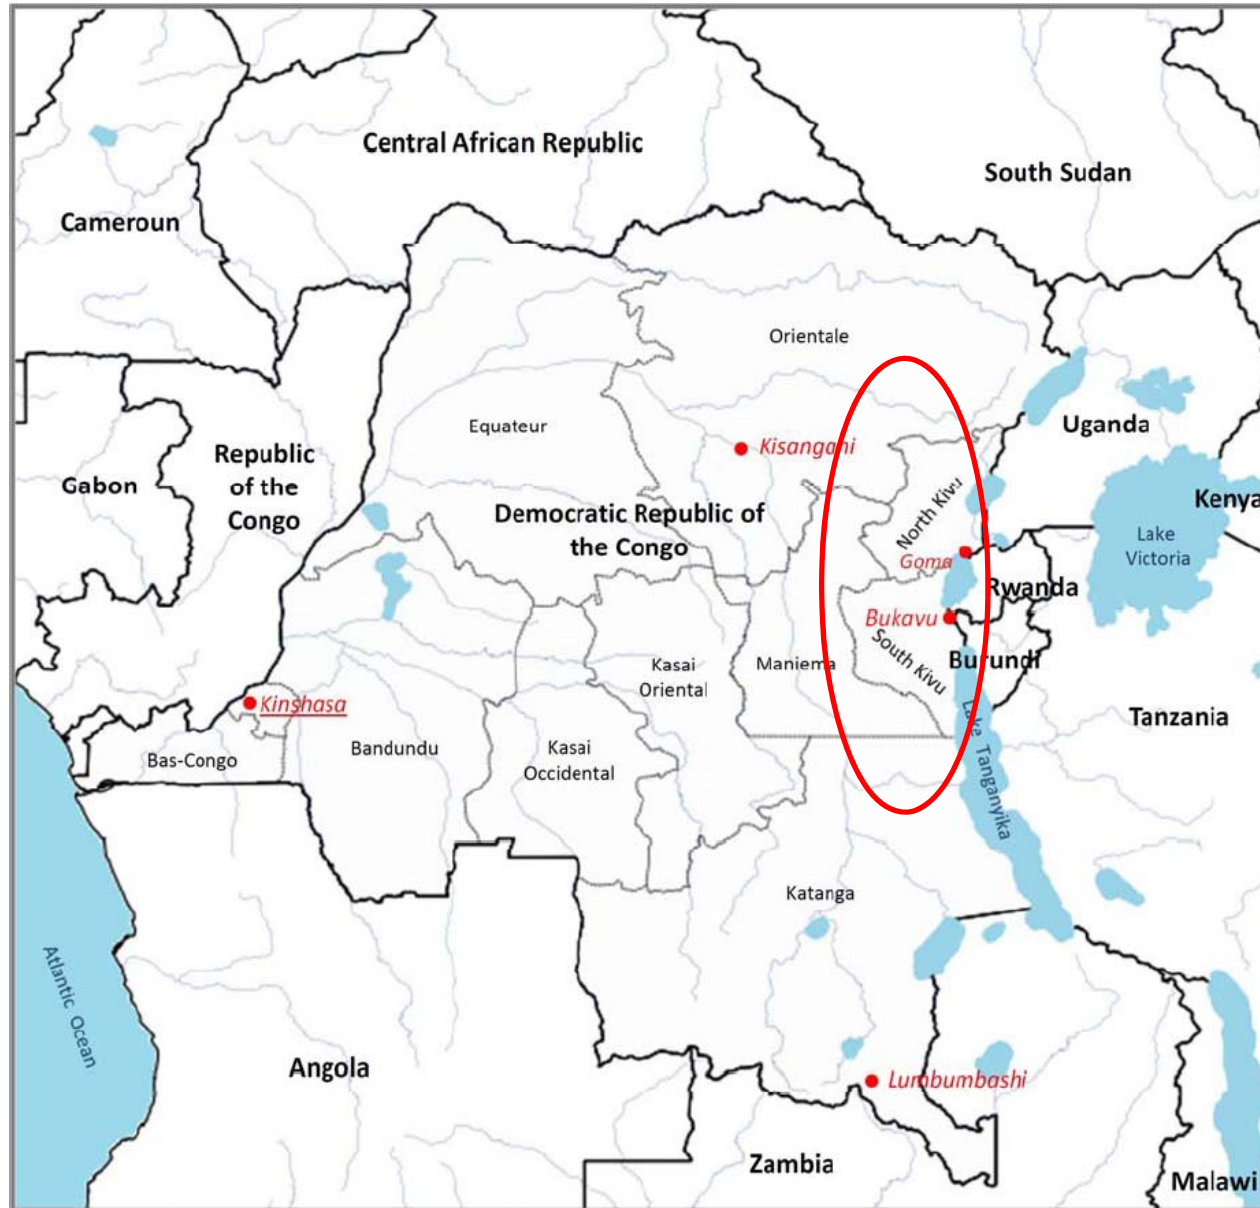 Central African Republic
South Sudan
Cameroun
Orientale
Equateur
Uganda
Kisangani
Republic
of the
Congo
Gabon
North Kivu
Kenya
Democratic Republic of
the Congo
Lake
Victoria
Goma
Rwanda
Bukavu
South Kivu
Burundi
Kasai
Oriental
Maniema
Kinshasa
Tanzania
Bandundu
Bas-Congo
Kasai
Occidental
Lake Tanganyika
Katanga
Atlantic Ocean
Angola
Lumbumbashi
Zambia
Malawi